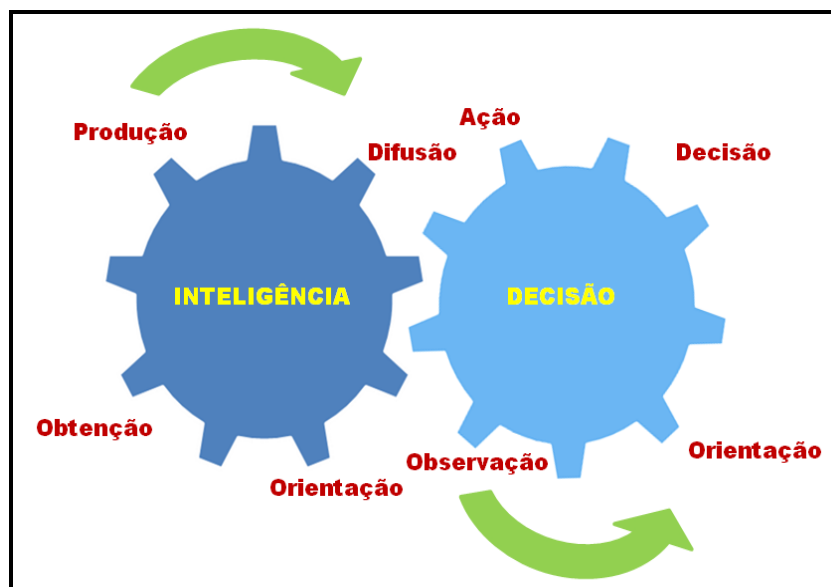 Ação
Produção
Difusão
Decisão
INTELIGÊNCIA
DECISÃO
Obtenção
Orientação
Observação
Orientação